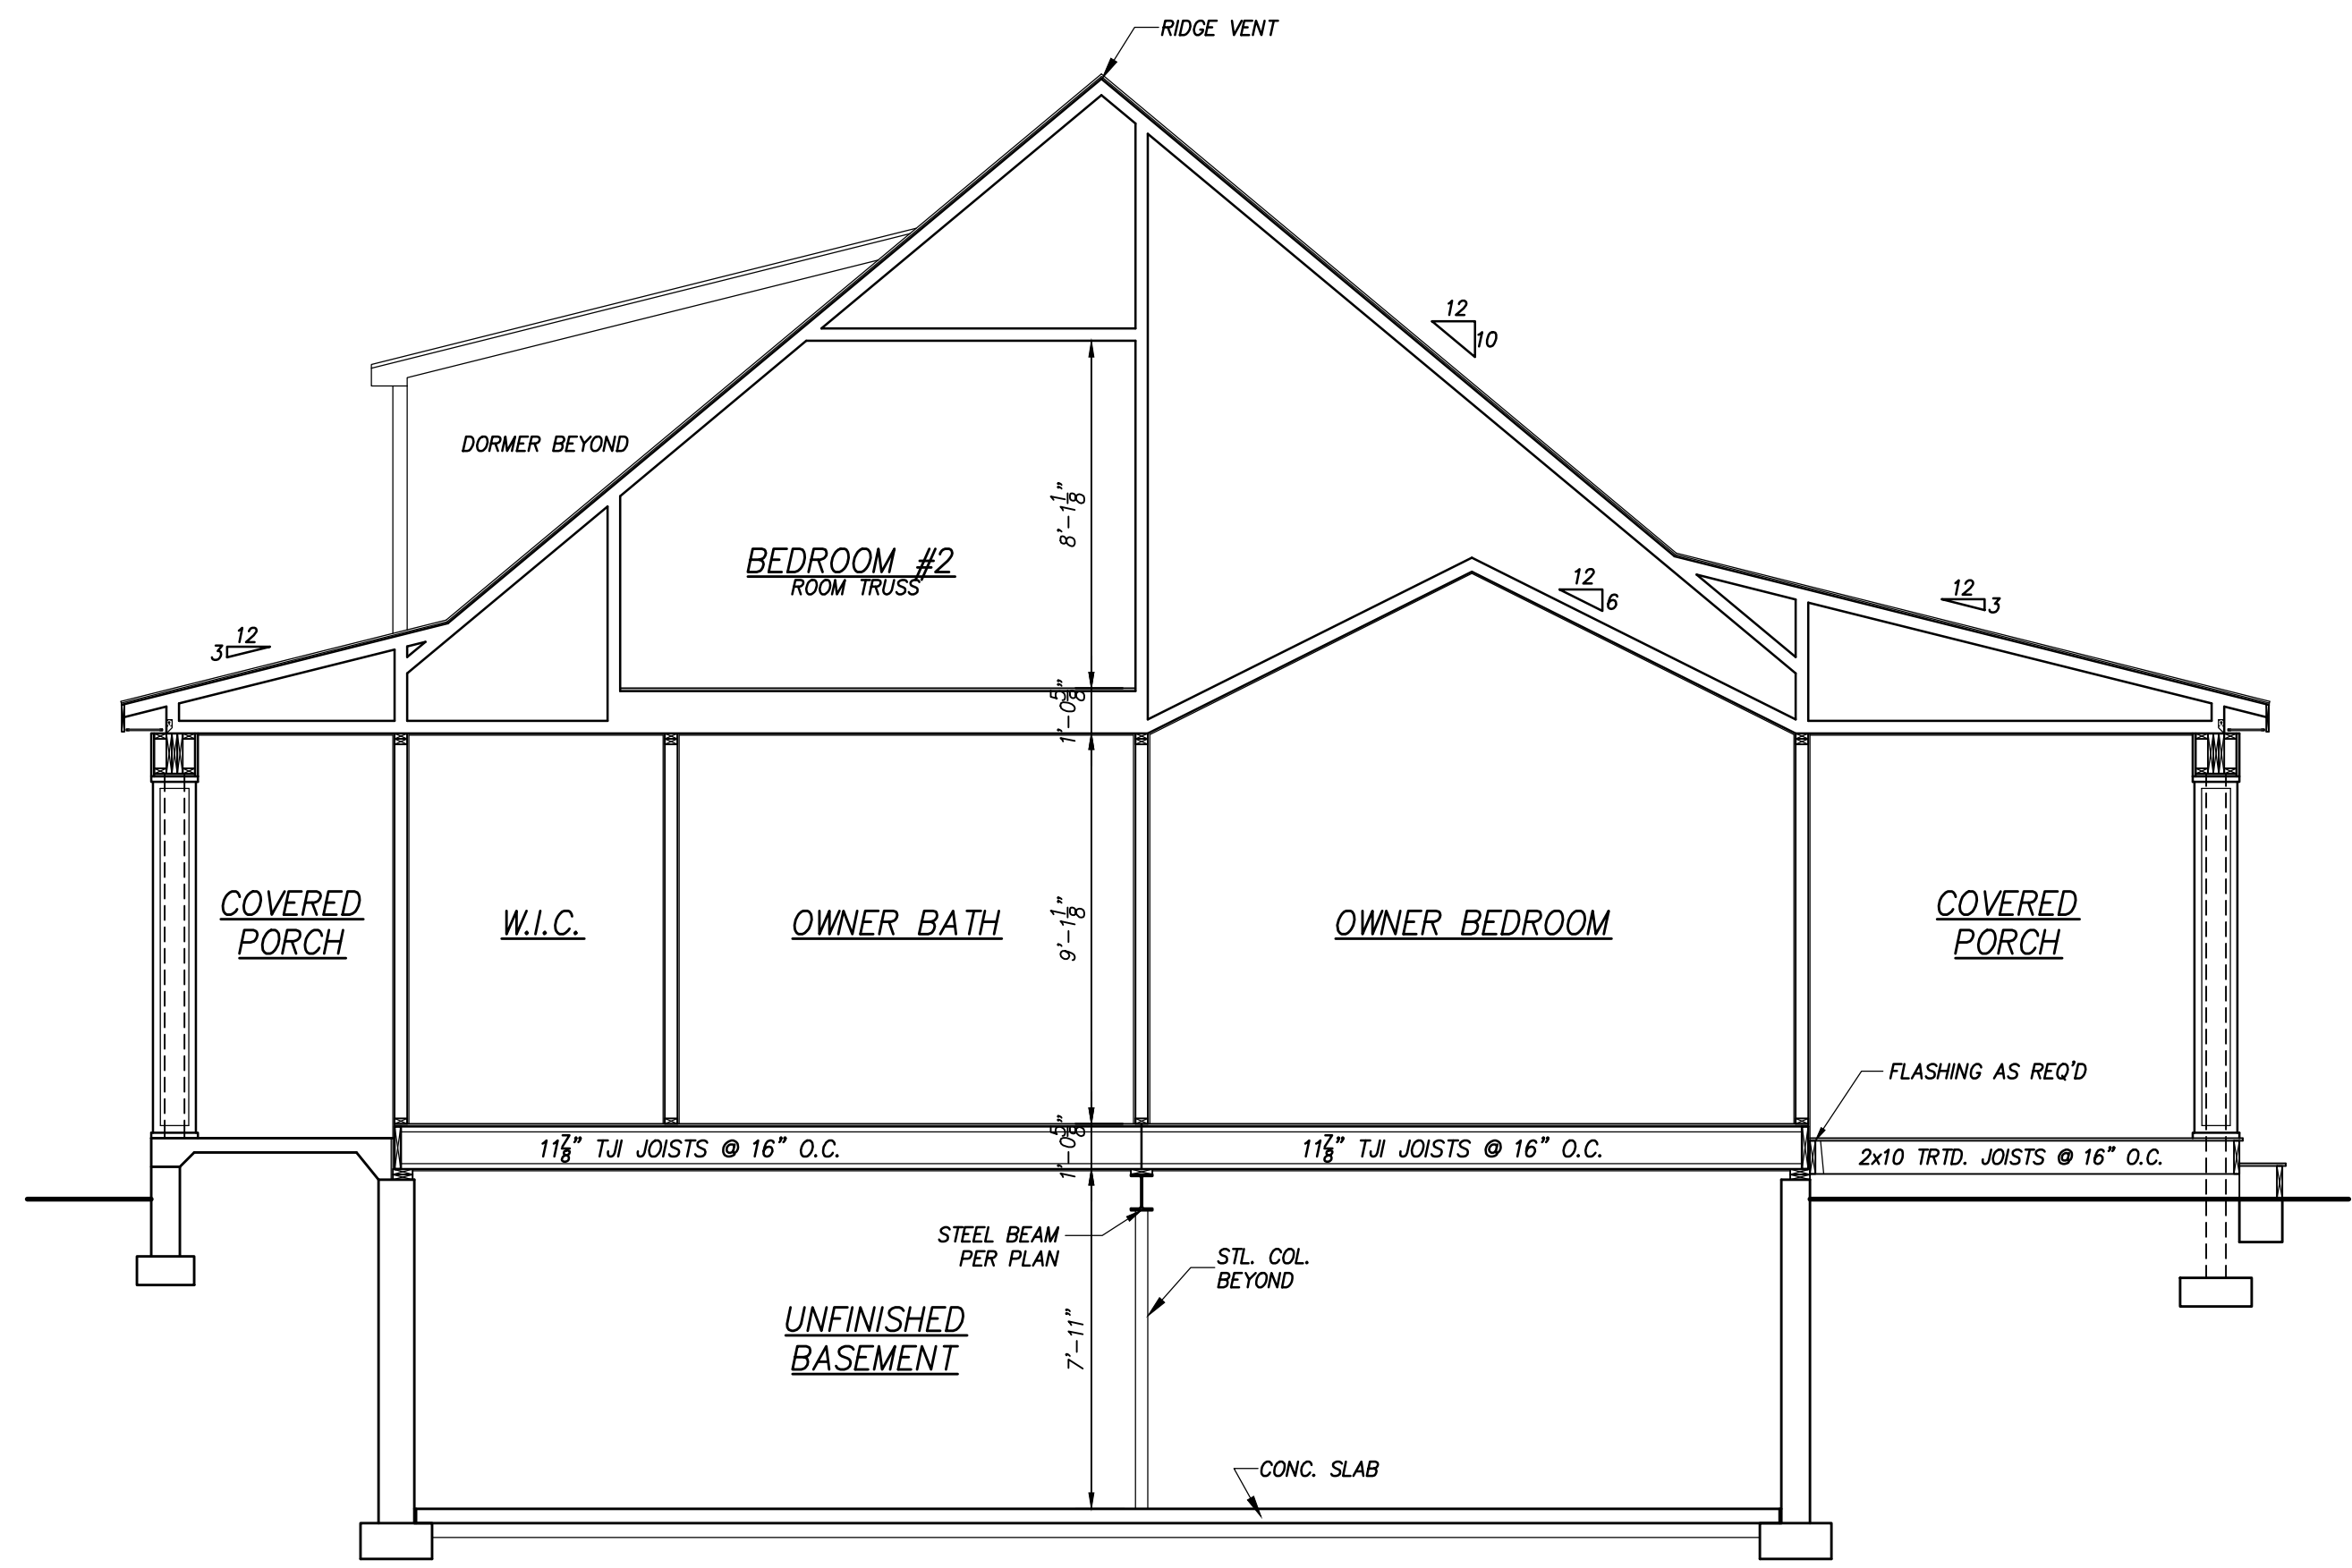 RIDGE VENT
12
10
DORMER BEYOND
8'-1 1/8"
BEDROOM #2
ROOM TRUSS
12
6
12
3
12
3
1'-0 5/8"
COVERED
PORCH
W.I.C.
OWNER BATH
9'-1 1/8"
OWNER BEDROOM
COVERED
PORCH
FLASHING AS REQ'D
11 7/8" TJI JOISTS @ 16" O.C.
1'-0 5/8"
11 7/8" TJI JOISTS @ 16" O.C.
2x10 TRTD. JOISTS @ 16" O.C.
STEEL BEAM
PER PLAN
STL. COL.
BEYOND
UNFINISHED
BASEMENT
7'-11"
CONC. SLAB